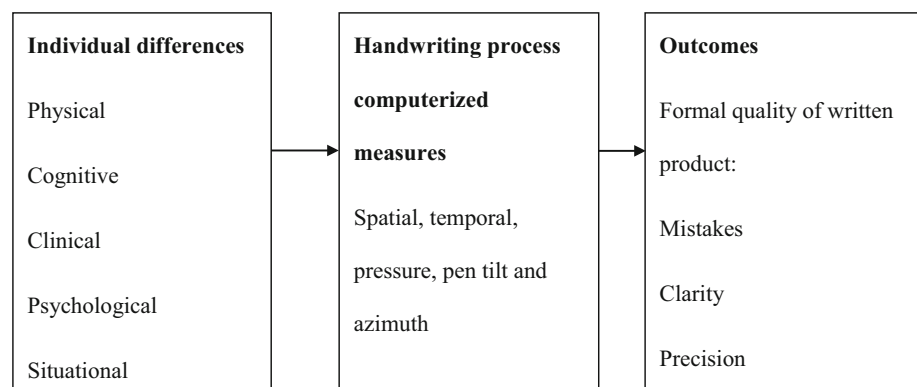 Individual differences
Physical
Cognitive
Clinical
Psychological
Situational
Handwriting process
computerized
measures
Spatial, temporal,
pressure, pen tilt and
azimuth
Outcomes
Formal quality of written
product:
Mistakes
Clarity
Precision